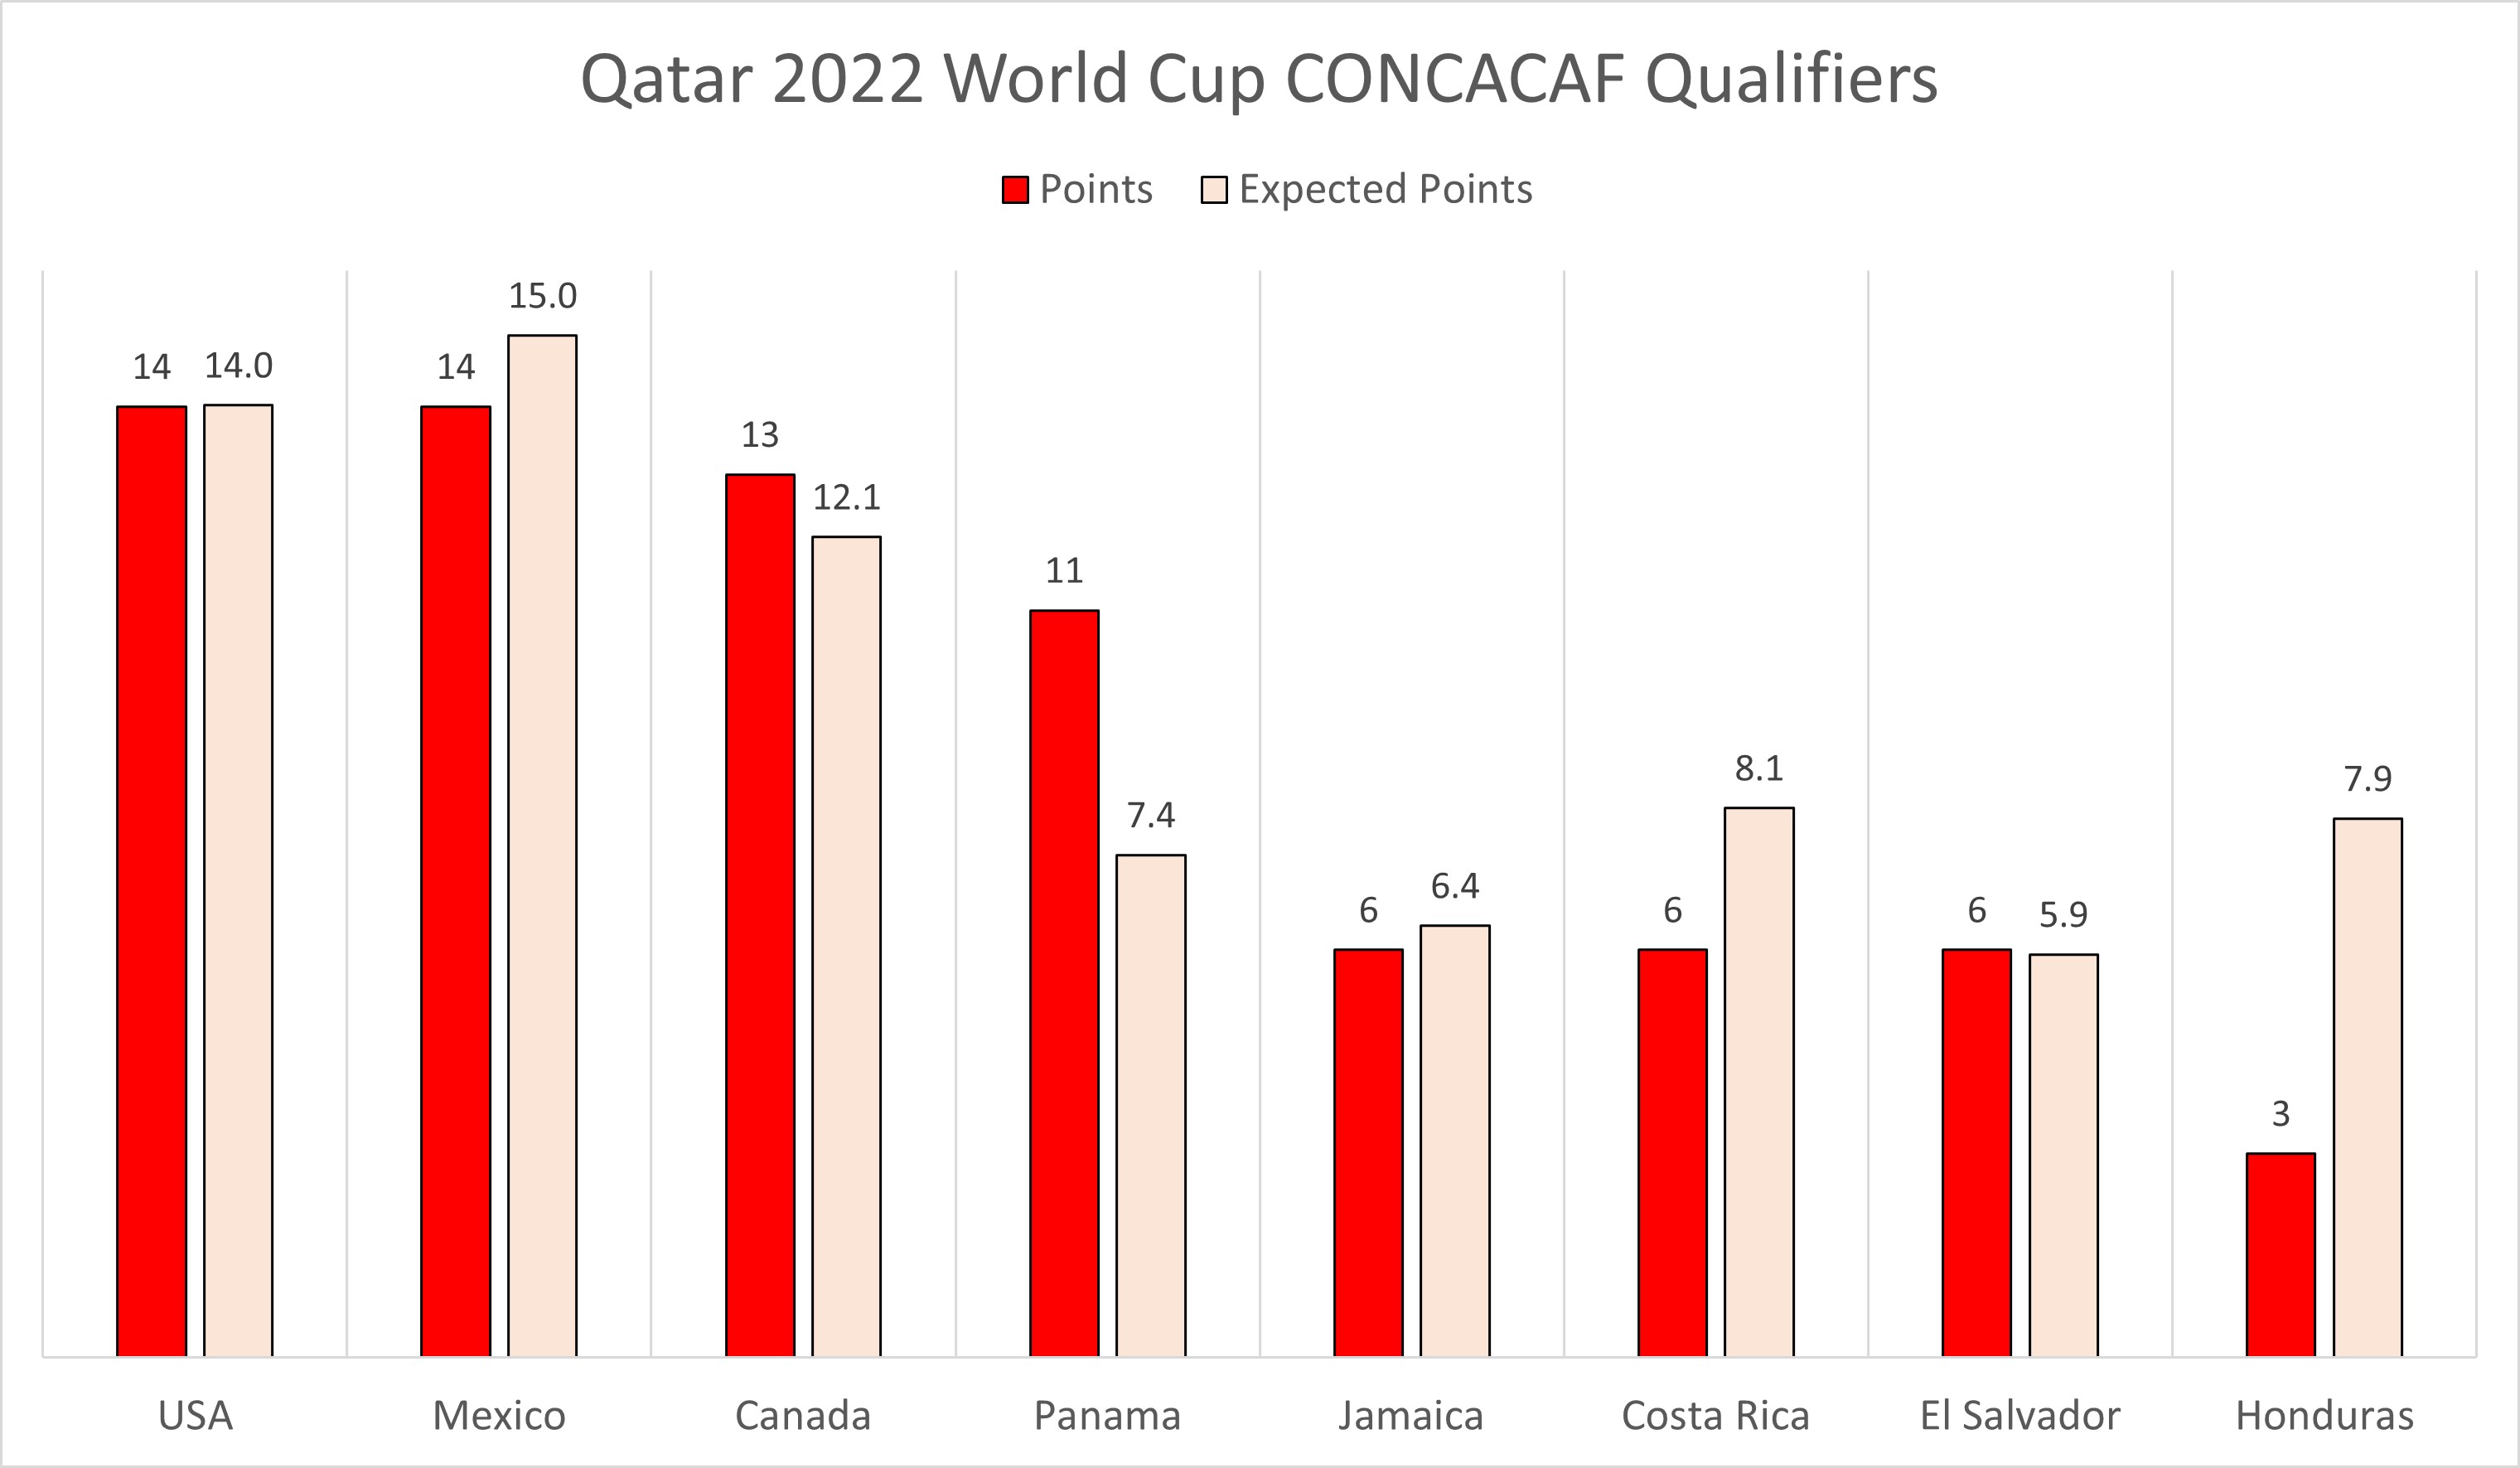 Qatar 2022 World Cup CONCACAF Qualifiers
Points Expected Points
14 14.0
14 15.0
13 12.1
11 7.4
6 6.4
6 8.1
6 5.9
3 7.9
USA Mexico Canada Panama Jamaica Costa Rica El Salvador Honduras